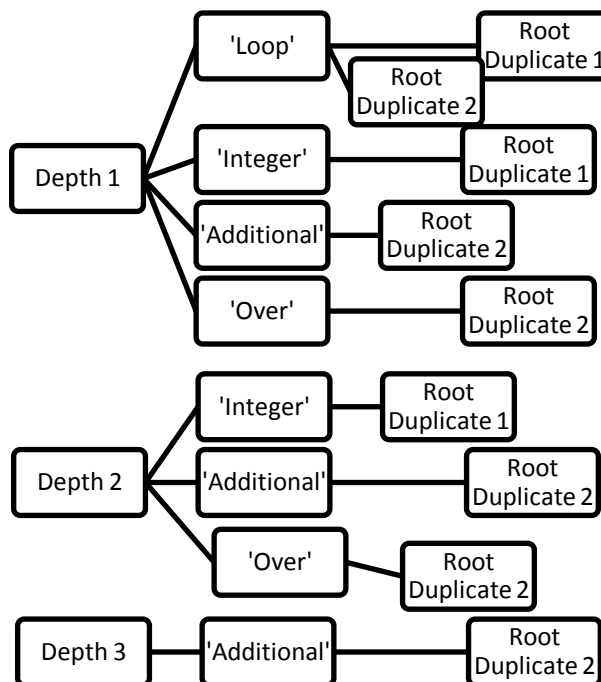 'Loop'
Root
Duplicate 1
Root
Duplicate 2
Depth 1
'Integer'
Root
Duplicate 1
'Additional'
Root
Duplicate 2
'Over'
Root
Duplicate 2
Depth 2
'Integer'
Root
Duplicate 1
'Additional'
Root
Duplicate 2
'Over'
Root
Duplicate 2
Depth 3
'Additional'
Root
Duplicate 2